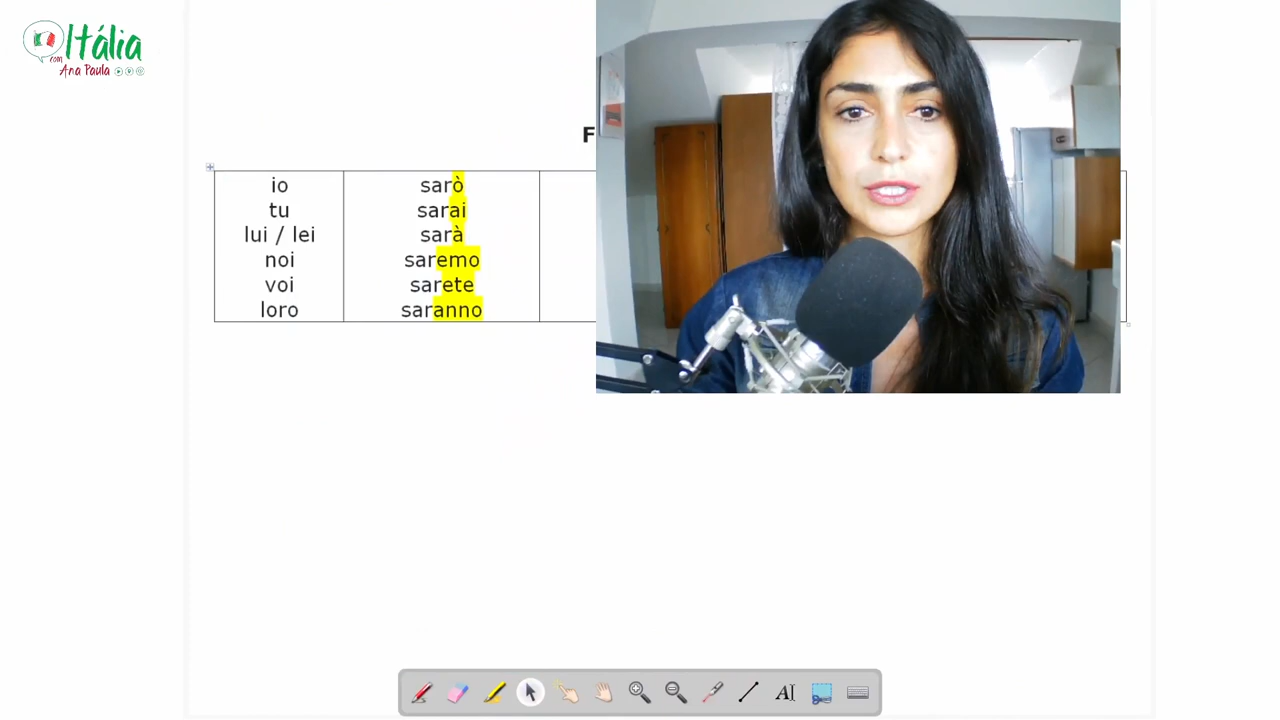 Itália
com
Ana Paula
F
io sarò
tu sarai
lui / lei sarà
noi saremo
voi sarete
loro saranno
AI